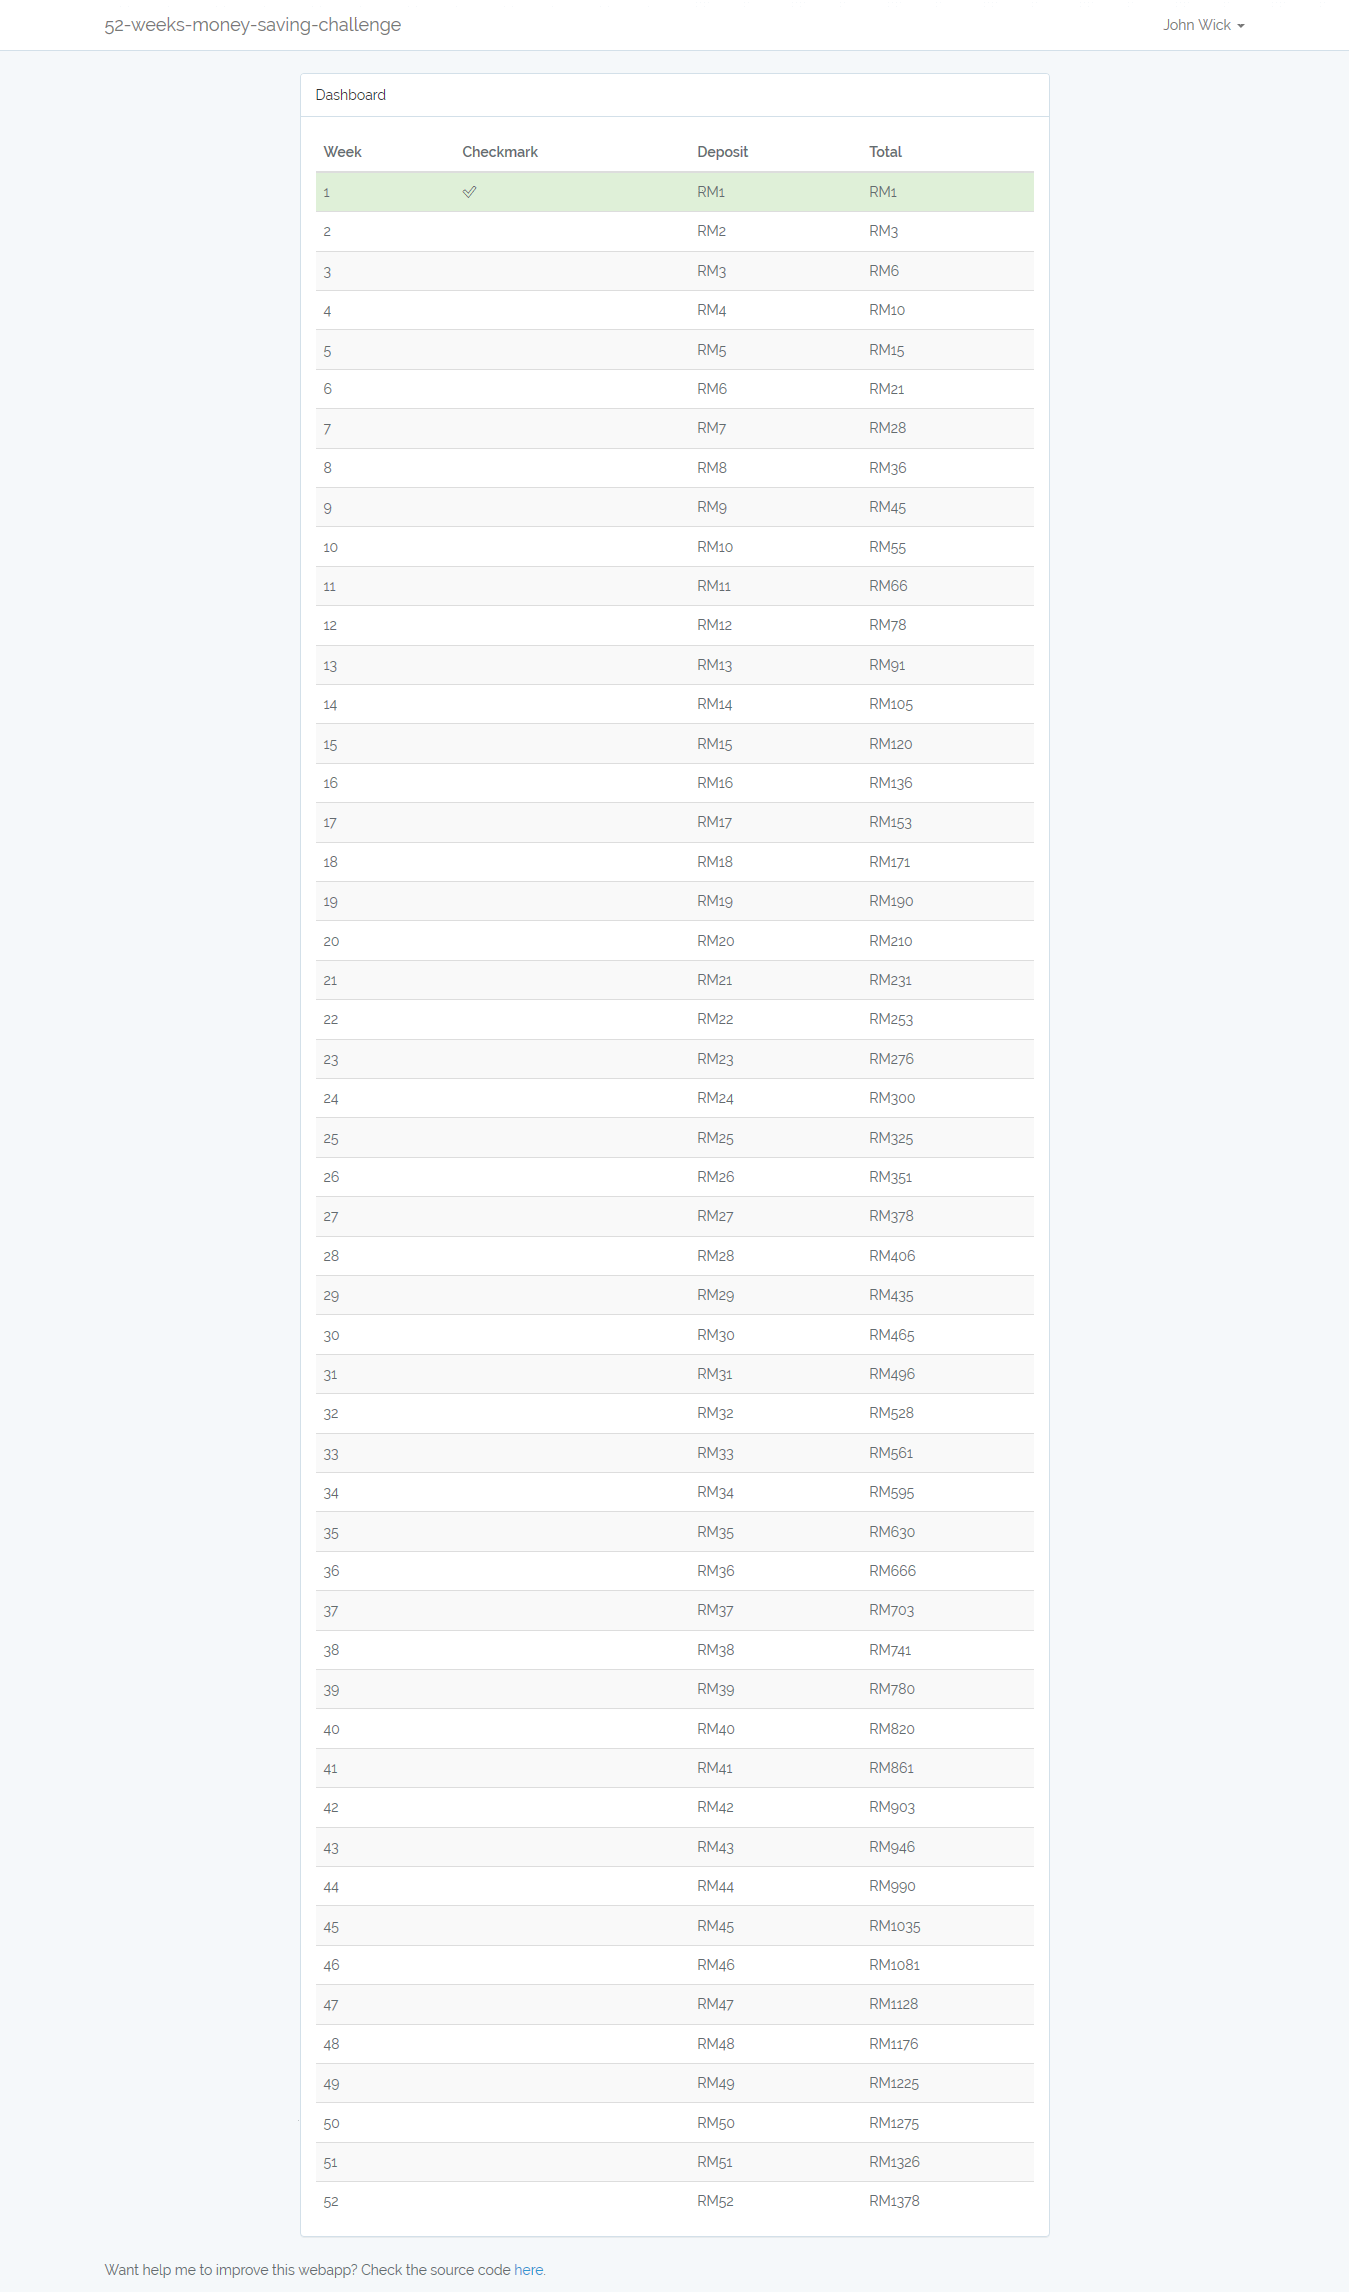 52-weeks-money-saving-challenge John Wick
Dashboard
Week Checkmark Deposit Total
1 RM1 RM1
2 RM2 RM3
3 RM3 RM6
4 RM4 RM10
5 RM5 RM15
6 RM6 RM21
7 RM7 RM28
8 RM8 RM36
9 RM9 RM45
10 RM10 RM55
11 RM11 RM66
12 RM12 RM78
13 RM13 RM91
14 RM14 RM105
15 RM15 RM120
16 RM16 RM136
17 RM17 RM153
18 RM18 RM171
19 RM19 RM190
20 RM20 RM210
21 RM21 RM231
22 RM22 RM253
23 RM23 RM276
24 RM24 RM300
25 RM25 RM325
26 RM26 RM351
27 RM27 RM378
28 RM28 RM406
29 RM29 RM435
30 RM30 RM465
31 RM31 RM496
32 RM32 RM528
33 RM33 RM561
34 RM34 RM595
35 RM35 RM630
36 RM36 RM666
37 RM37 RM703
38 RM38 RM741
39 RM39 RM780
40 RM40 RM820
41 RM41 RM861
42 RM42 RM903
43 RM43 RM946
44 RM44 RM990
45 RM45 RM1035
46 RM46 RM1081
47 RM47 RM1128
48 RM48 RM1176
49 RM49 RM1225
50 RM50 RM1275
51 RM51 RM1326
52 RM52 RM1378
Want help me to improve this webapp? Check the source code here.